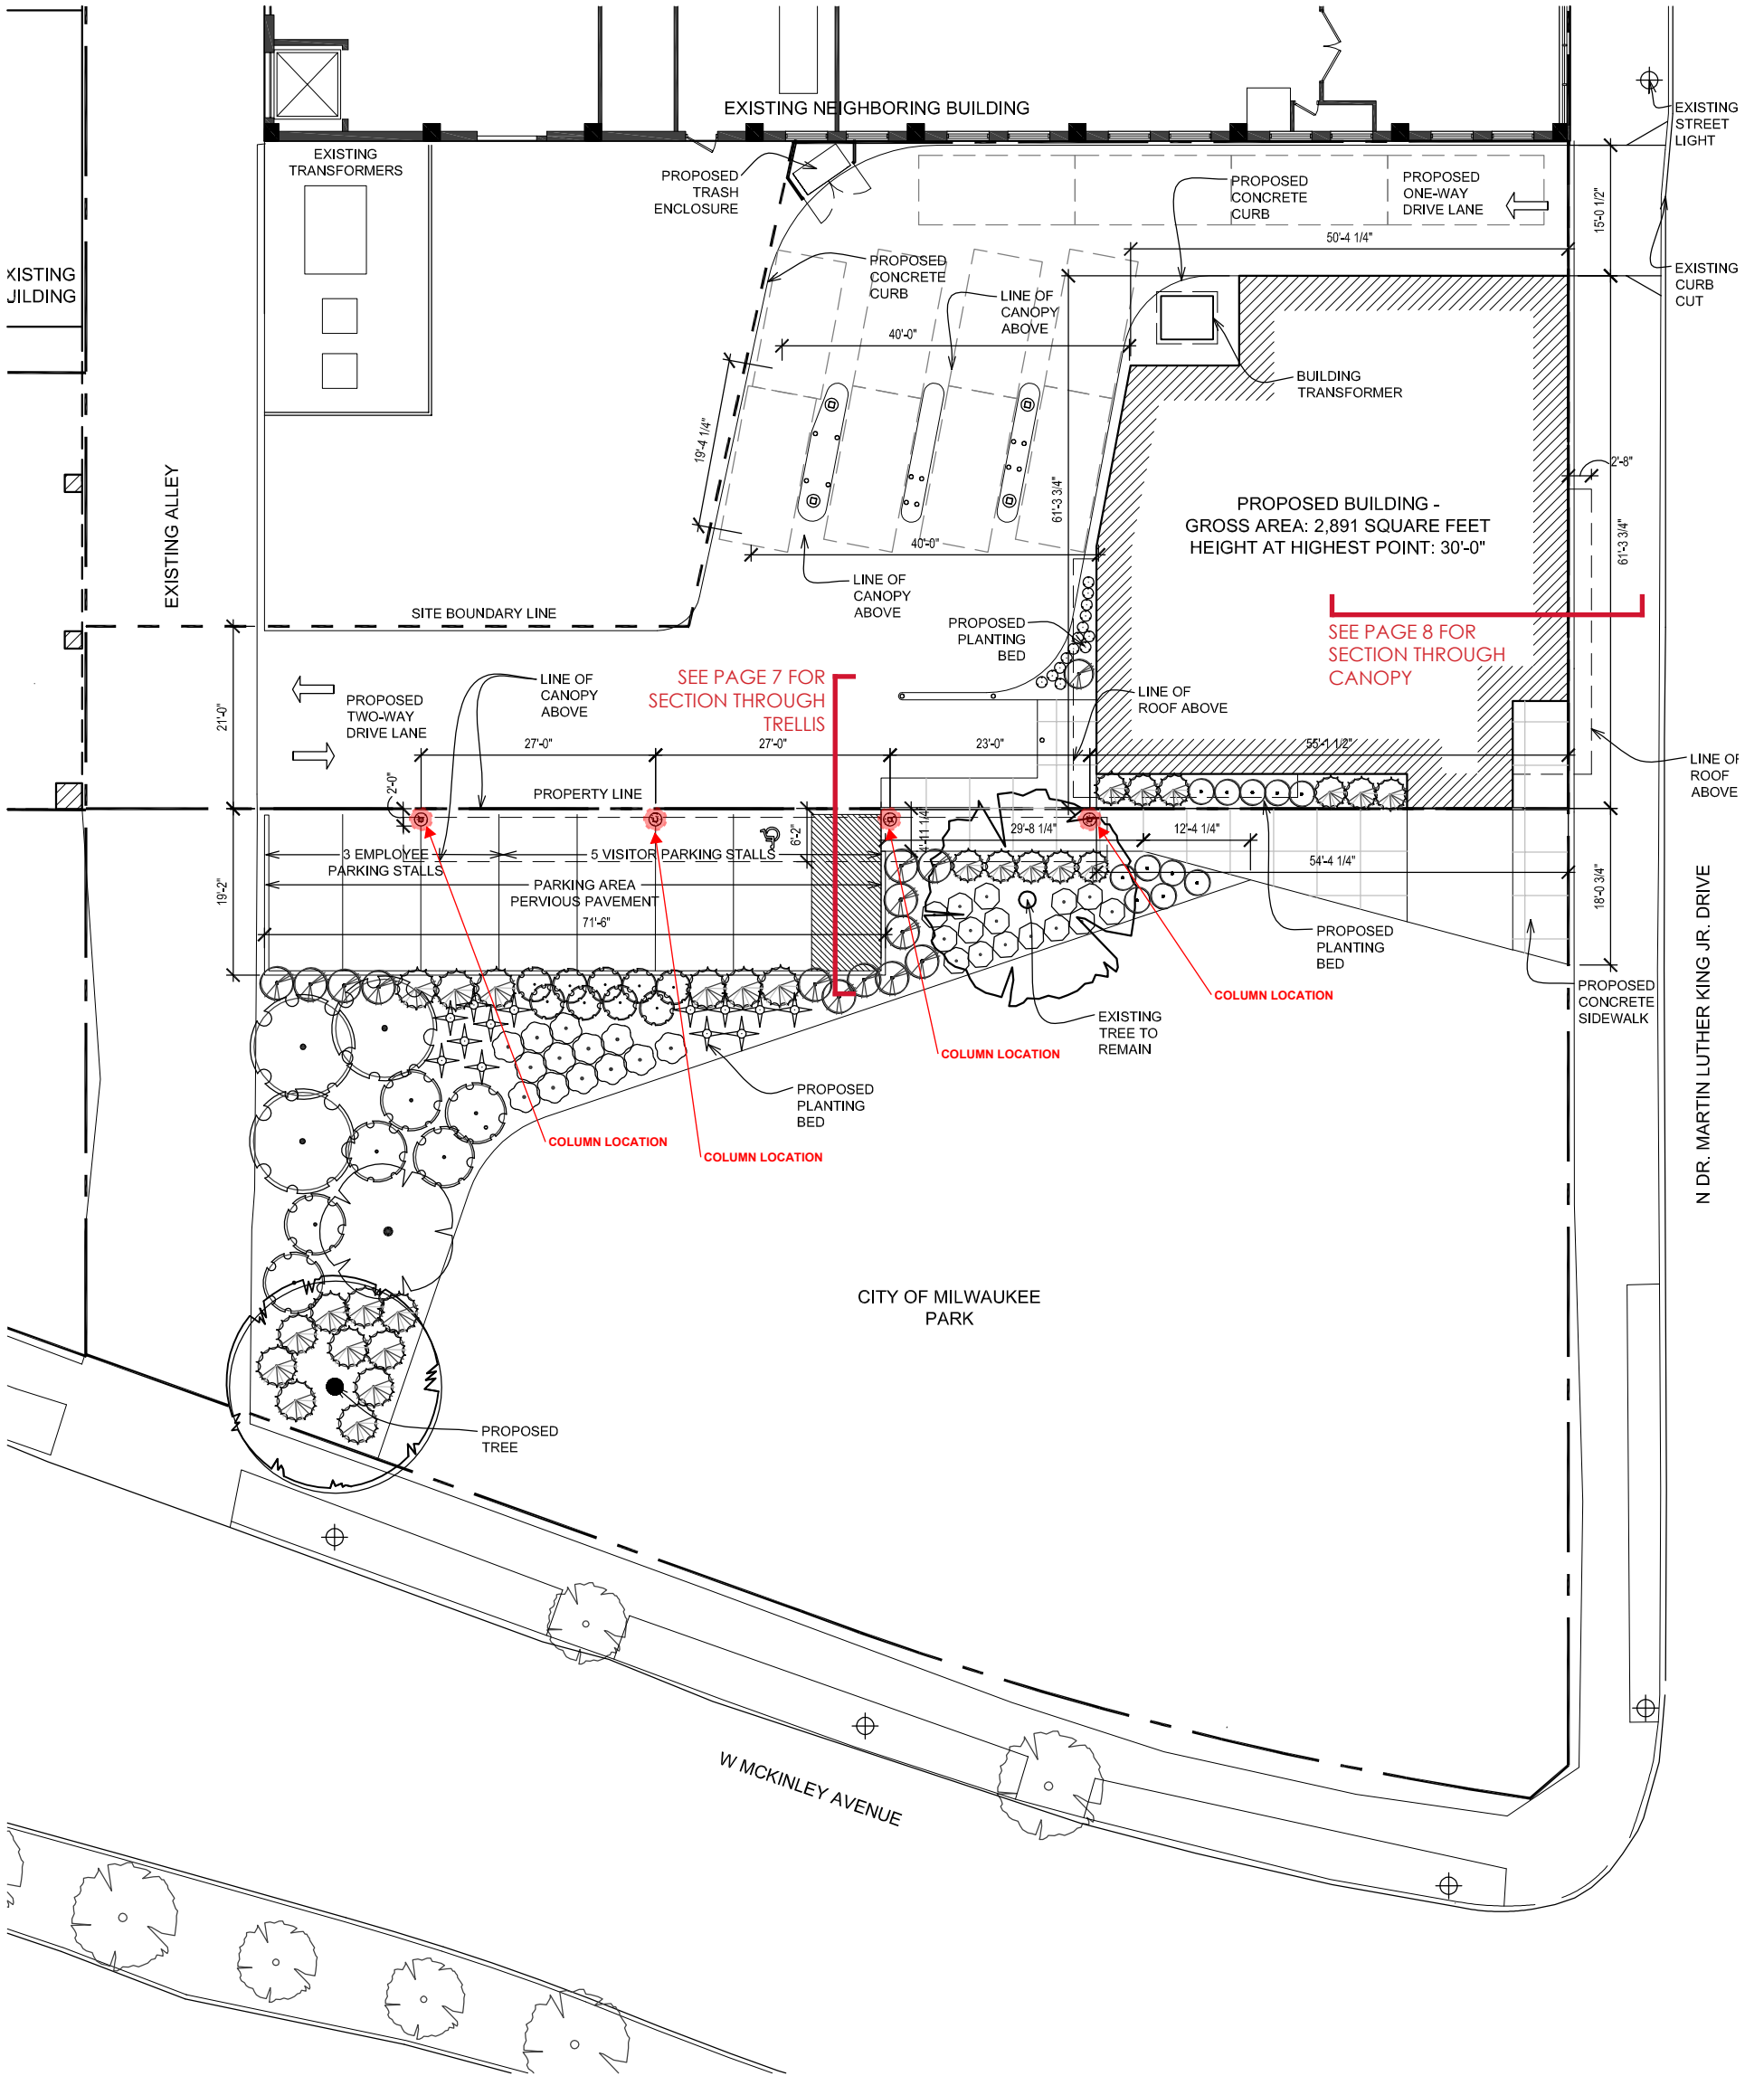 EXISTING NEIGHBORING BUILDING
EXISTING
STREET
LIGHT
EXISTING
TRANSFORMERS
PROPOSED
TRASH
ENCLOSURE
PROPOSED
CONCRETE
CURB
PROPOSED
ONE-WAY
DRIVE LANE
15'-0 1/2"
50'-4 1/4"
XISTING
UILDING
PROPOSED
CONCRETE
CURB
LINE OF
CANOPY
ABOVE
EXISTING
CURB
CUT
40'-0"
BUILDING
TRANSFORMER
19'-4 1/4"
2'-8"
EXISTING ALLEY
61'-3 3/4"
PROPOSED BUILDING -
GROSS AREA: 2,891 SQUARE FEET
HEIGHT AT HIGHEST POINT: 30'-0"
61'-3 3/4"
40'-0"
LINE OF
CANOPY
ABOVE
SITE BOUNDARY LINE
PROPOSED
PLANTING
BED
SEE PAGE 8 FOR
SECTION THROUGH
CANOPY
SEE PAGE 7 FOR
SECTION THROUGH
TRELLIS
LINE OF
CANOPY
ABOVE
PROPOSED
TWO-WAY
DRIVE LANE
LINE OF
ROOF ABOVE
21'-0"
27'-0"
27'-0"
23'-0"
55'-1 1/2"
LINE OF
ROOF
ABOVE
2'-0"
PROPERTY LINE
6'-2"
4'-11 1/4"
29'-8 1/4"
12'-4 1/4"
3 EMPLOYEE
PARKING STALLS
5 VISITOR PARKING STALLS
54'-4 1/4"
PARKING AREA
PERVIOUS PAVEMENT
19'-2"
18'-0 3/4"
71'-6"
PROPOSED
PLANTING
BED
COLUMN LOCATION
PROPOSED
CONCRETE
SIDEWALK
EXISTING
TREE TO
REMAIN
COLUMN LOCATION
N DR. MARTIN LUTHER KING JR. DRIVE
PROPOSED
PLANTING
BED
COLUMN LOCATION
COLUMN LOCATION
CITY OF MILWAUKEE
PARK
PROPOSED
TREE
W MCKINLEY AVENUE